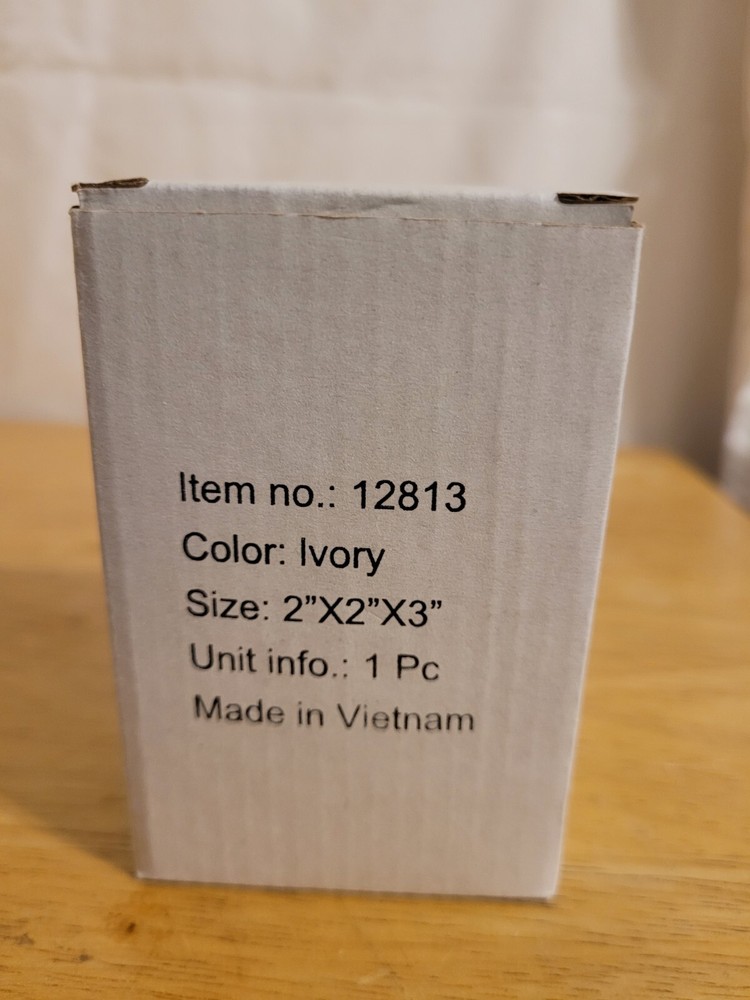 Item no.: 12813
Color: Ivory
Size: 2”X2”X3”
Unit info.: 1 Pc
Made in Vietnam